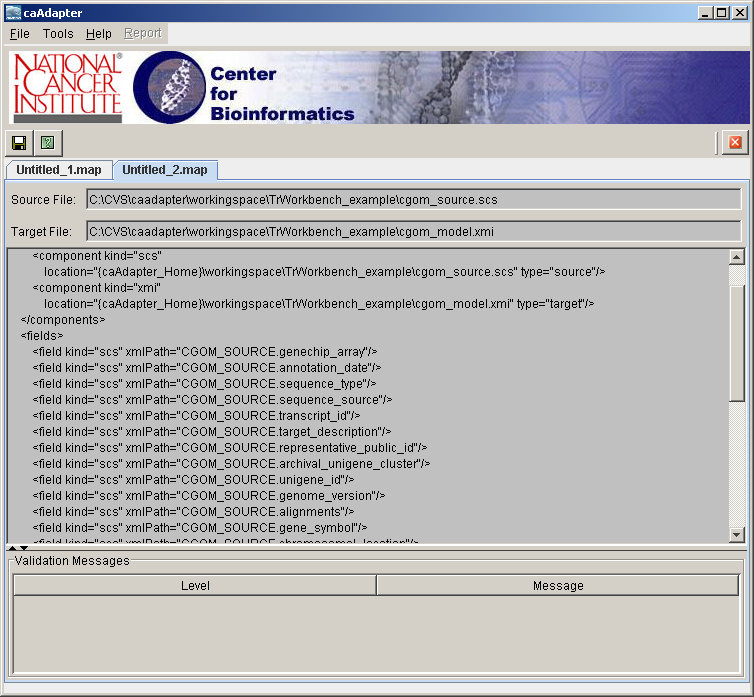 caAdapter
File Tools Help Report
NATIONAL®
CANCER
INSTITUTE
Center
for
Bioinformatics
Untitled_1.map Untitled_2.map
Source File: C:\CVS\caadapter\workingspace\TrWorkbench_example\cgom_source.scs
Target File: C:\CVS\caadapter\workingspace\TrWorkbench_example\cgom_model.xmi
<component kind="scs"
location="{caAdapter_Home}\workingspace\TrWorkbench_example\cgom_source.scs" type="source"/>
<component kind="xmi"
location="{caAdapter_Home}\workingspace\TrWorkbench_example\cgom_model.xmi" type="target"/>
</components>
<fields>
<field kind="scs" xmlPath="CGOM_SOURCE.genechip_array"/>
<field kind="scs" xmlPath="CGOM_SOURCE.annotation_date"/>
<field kind="scs" xmlPath="CGOM_SOURCE.sequence_type"/>
<field kind="scs" xmlPath="CGOM_SOURCE.sequence_source"/>
<field kind="scs" xmlPath="CGOM_SOURCE.transcript_id"/>
<field kind="scs" xmlPath="CGOM_SOURCE.target_description"/>
<field kind="scs" xmlPath="CGOM_SOURCE.representative_public_id"/>
<field kind="scs" xmlPath="CGOM_SOURCE.archival_unigene_cluster"/>
<field kind="scs" xmlPath="CGOM_SOURCE.unigene_id"/>
<field kind="scs" xmlPath="CGOM_SOURCE.genome_version"/>
<field kind="scs" xmlPath="CGOM_SOURCE.alignments"/>
<field kind="scs" xmlPath="CGOM_SOURCE.gene_symbol"/>
<field kind="scs" xmlPath="CGOM_SOURCE.chromosomal_location"/>
Validation Messages
Level Message